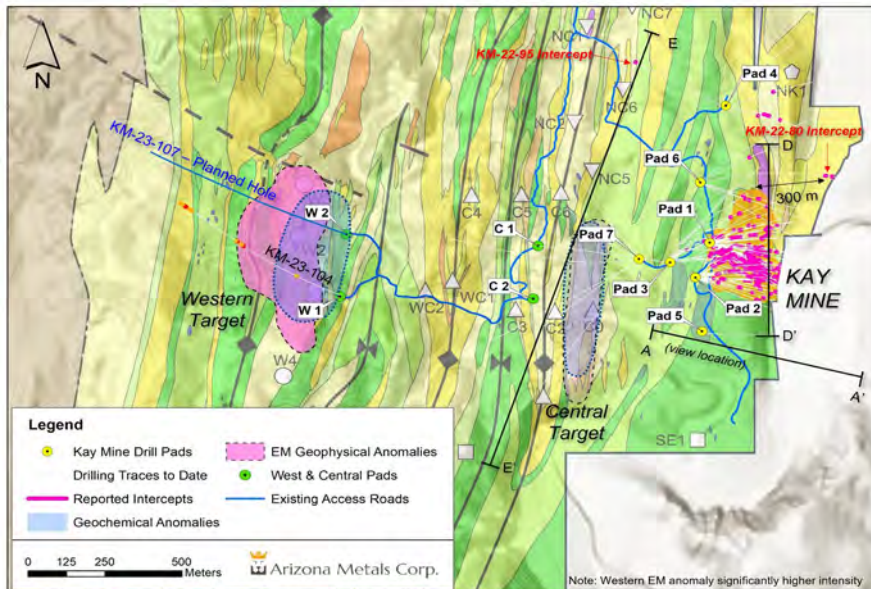 NC7
NC1
E
KM-22-95 Intercept
Pad 4
N
NK1
NC6
KM-22-80 Intercept
NC2
D
KM-23-107 – Planned Hole
Pad 6
NC5
300 m
W 2
C4
C5
C6
Pad 1
C 1
Pad 7
KM-23-104
KAY
MINE
Western
Target
W 1
C 2
WC2
WC1
Pad 3
Pad 2
C3
C2
Pad 5
D'
A
(view location)
W4
A'
Central
Target
SE1
E'
Legend
Kay Mine Drill Pads
EM Geophysical Anomalies
Drilling Traces to Date
West & Central Pads
Reported Intercepts
Existing Access Roads
Geochemical Anomalies
0 125 250 500
Meters
Arizona Metals Corp.
Note: Western EM anomaly significantly higher intensity